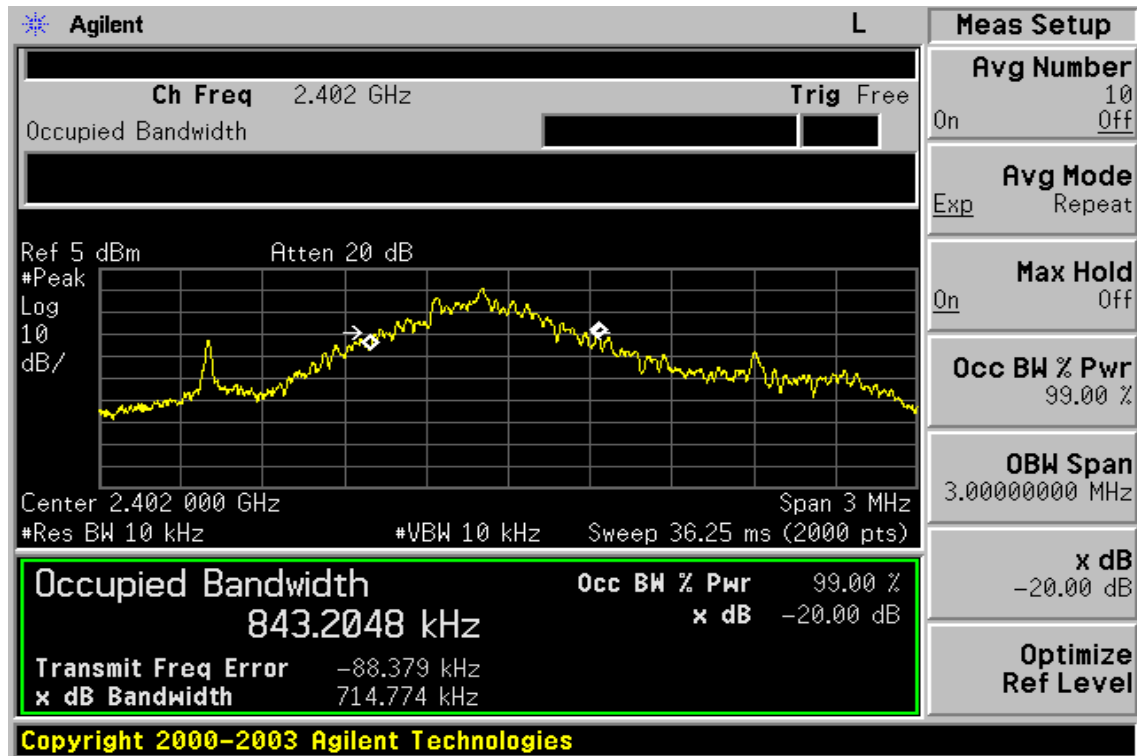 Agilent L
Ch Freq 2.402 GHz Trig Free
Occupied Bandwidth
Ref 5 dBm Atten 20 dB
#Peak
Log
10
dB/
Center 2.402 000 GHz Span 3 MHz
#Res BW 10 kHz #VBW 10 kHz Sweep 36.25 ms (2000 pts)
Occupied Bandwidth Occ BW % Pwr 99.00 %
843.2048 kHz x dB -20.00 dB
Transmit Freq Error -88.379 kHz
x dB Bandwidth 714.774 kHz
Copyright 2000-2003 Agilent Technologies
Meas Setup
Avg Number
10
On Off
Avg Mode
Exp Repeat
Max Hold
On Off
Occ BW % Pwr
99.00 %
OBW Span
3.00000000 MHz
x dB
-20.00 dB
Optimize
Ref Level